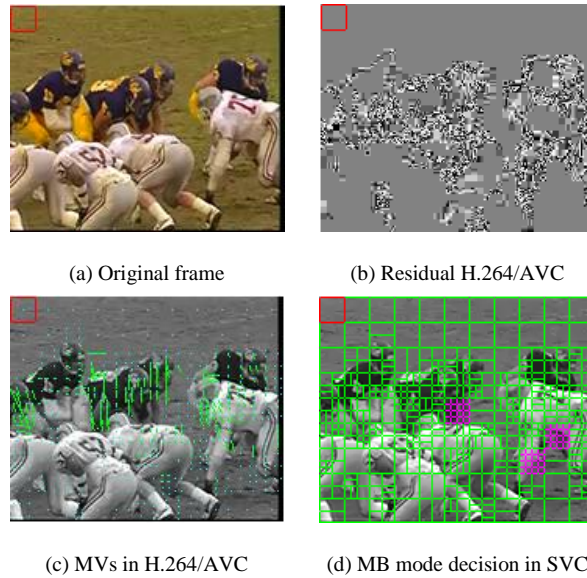 (a) Original frame
(b) Residual H.264/AVC
(c) MVs in H.264/AVC
(d) MB mode decision in SVC